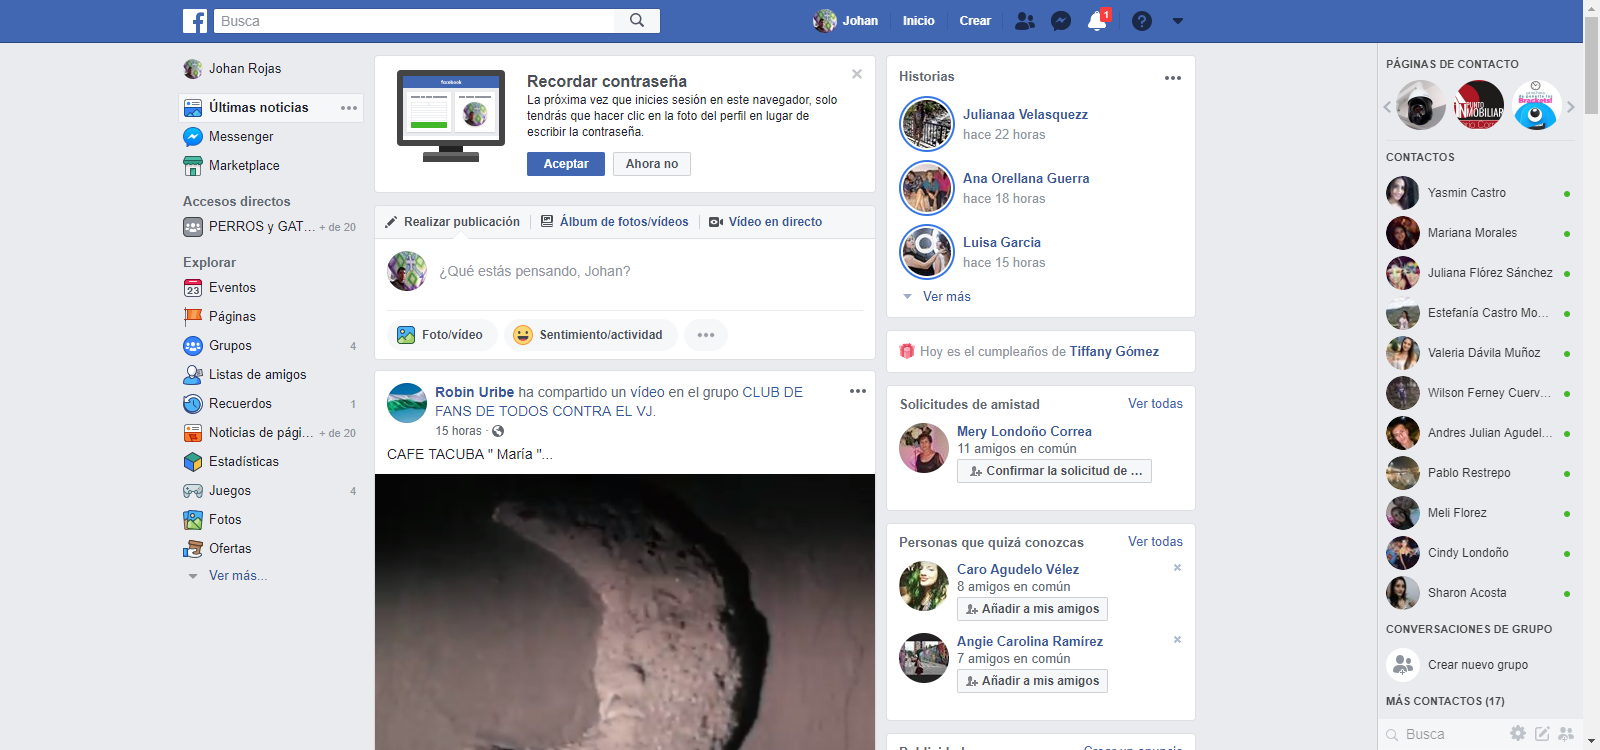 Busca
Johan
Inicio
Crear
1
Johan Rojas
Últimas noticias
Messenger
Marketplace
Accesos directos
PERROS y GAT... + de 20
Explorar
23
Eventos
Páginas
Grupos 4
Listas de amigos
Recuerdos 1
Noticias de pági... + de 20
Estadísticas
Juegos 4
Fotos
Ofertas
Ver más...
facebook
Recordar contraseña
La próxima vez que inicies sesión en este navegador, solo
tendrás que hacer clic en la foto del perfil en lugar de
escribir la contraseña.
Aceptar
Ahora no
Realizar publicación
Álbum de fotos/vídeos
Vídeo en directo
¿Qué estás pensando, Johan?
Foto/vídeo
Sentimiento/actividad
Robin Uribe ha compartido un vídeo en el grupo CLUB DE
FANS DE TODOS CONTRA EL VJ.
15 horas ·
CAFE TACUBA " María "...
Historias
Julianaa Velasquezz
hace 22 horas
Ana Orellana Guerra
hace 18 horas
Luisa Garcia
hace 15 horas
Ver más
Hoy es el cumpleaños de Tiffany Gómez
Solicitudes de amistad Ver todas
Mery Londoño Correa
11 amigos en común
Confirmar la solicitud de ...
Personas que quizá conozcas Ver todas
Caro Agudelo Vélez
8 amigos en común
Añadir a mis amigos
Angie Carolina Ramírez
7 amigos en común
Añadir a mis amigos
Publicidad Crear un anuncio
PÁGINAS DE CONTACTO
PUNTO
INMOBILIAR
Brackets!
CONTACTOS
Yasmin Castro
Mariana Morales
Juliana Flórez Sánchez
Estefanía Castro Mo...
Valeria Dávila Muñoz
Wilson Ferney Cuerv...
Andres Julian Agudel...
Pablo Restrepo
Meli Florez
Cindy Londoño
Sharon Acosta
CONVERSACIONES DE GRUPO
Crear nuevo grupo
MÁS CONTACTOS (17)
Busca